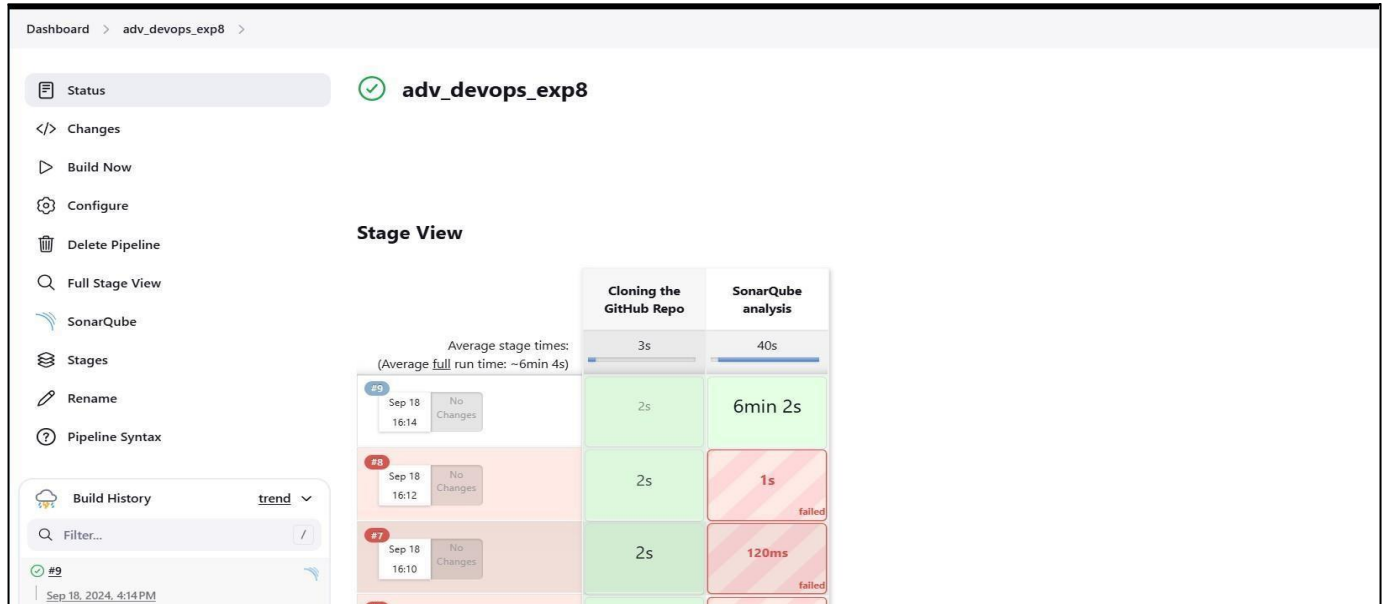 Dashboard > adv_devops_exp8 >
Status
</> Changes
Build Now
Configure
Delete Pipeline
Full Stage View
SonarQube
Stages
Rename
Pipeline Syntax
Build History trend
Filter... /
#9
Sep 18, 2024, 4:14 PM
adv_devops_exp8
Stage View
Cloning the
GitHub Repo
SonarQube
analysis
Average stage times:
(Average full run time: ~6min 4s)
3s
40s
#9
Sep 18
16:14
No
Changes
2s
6min 2s
#8
Sep 18
16:12
No
Changes
2s
1s
failed
#7
Sep 18
16:10
No
Changes
2s
120ms
failed